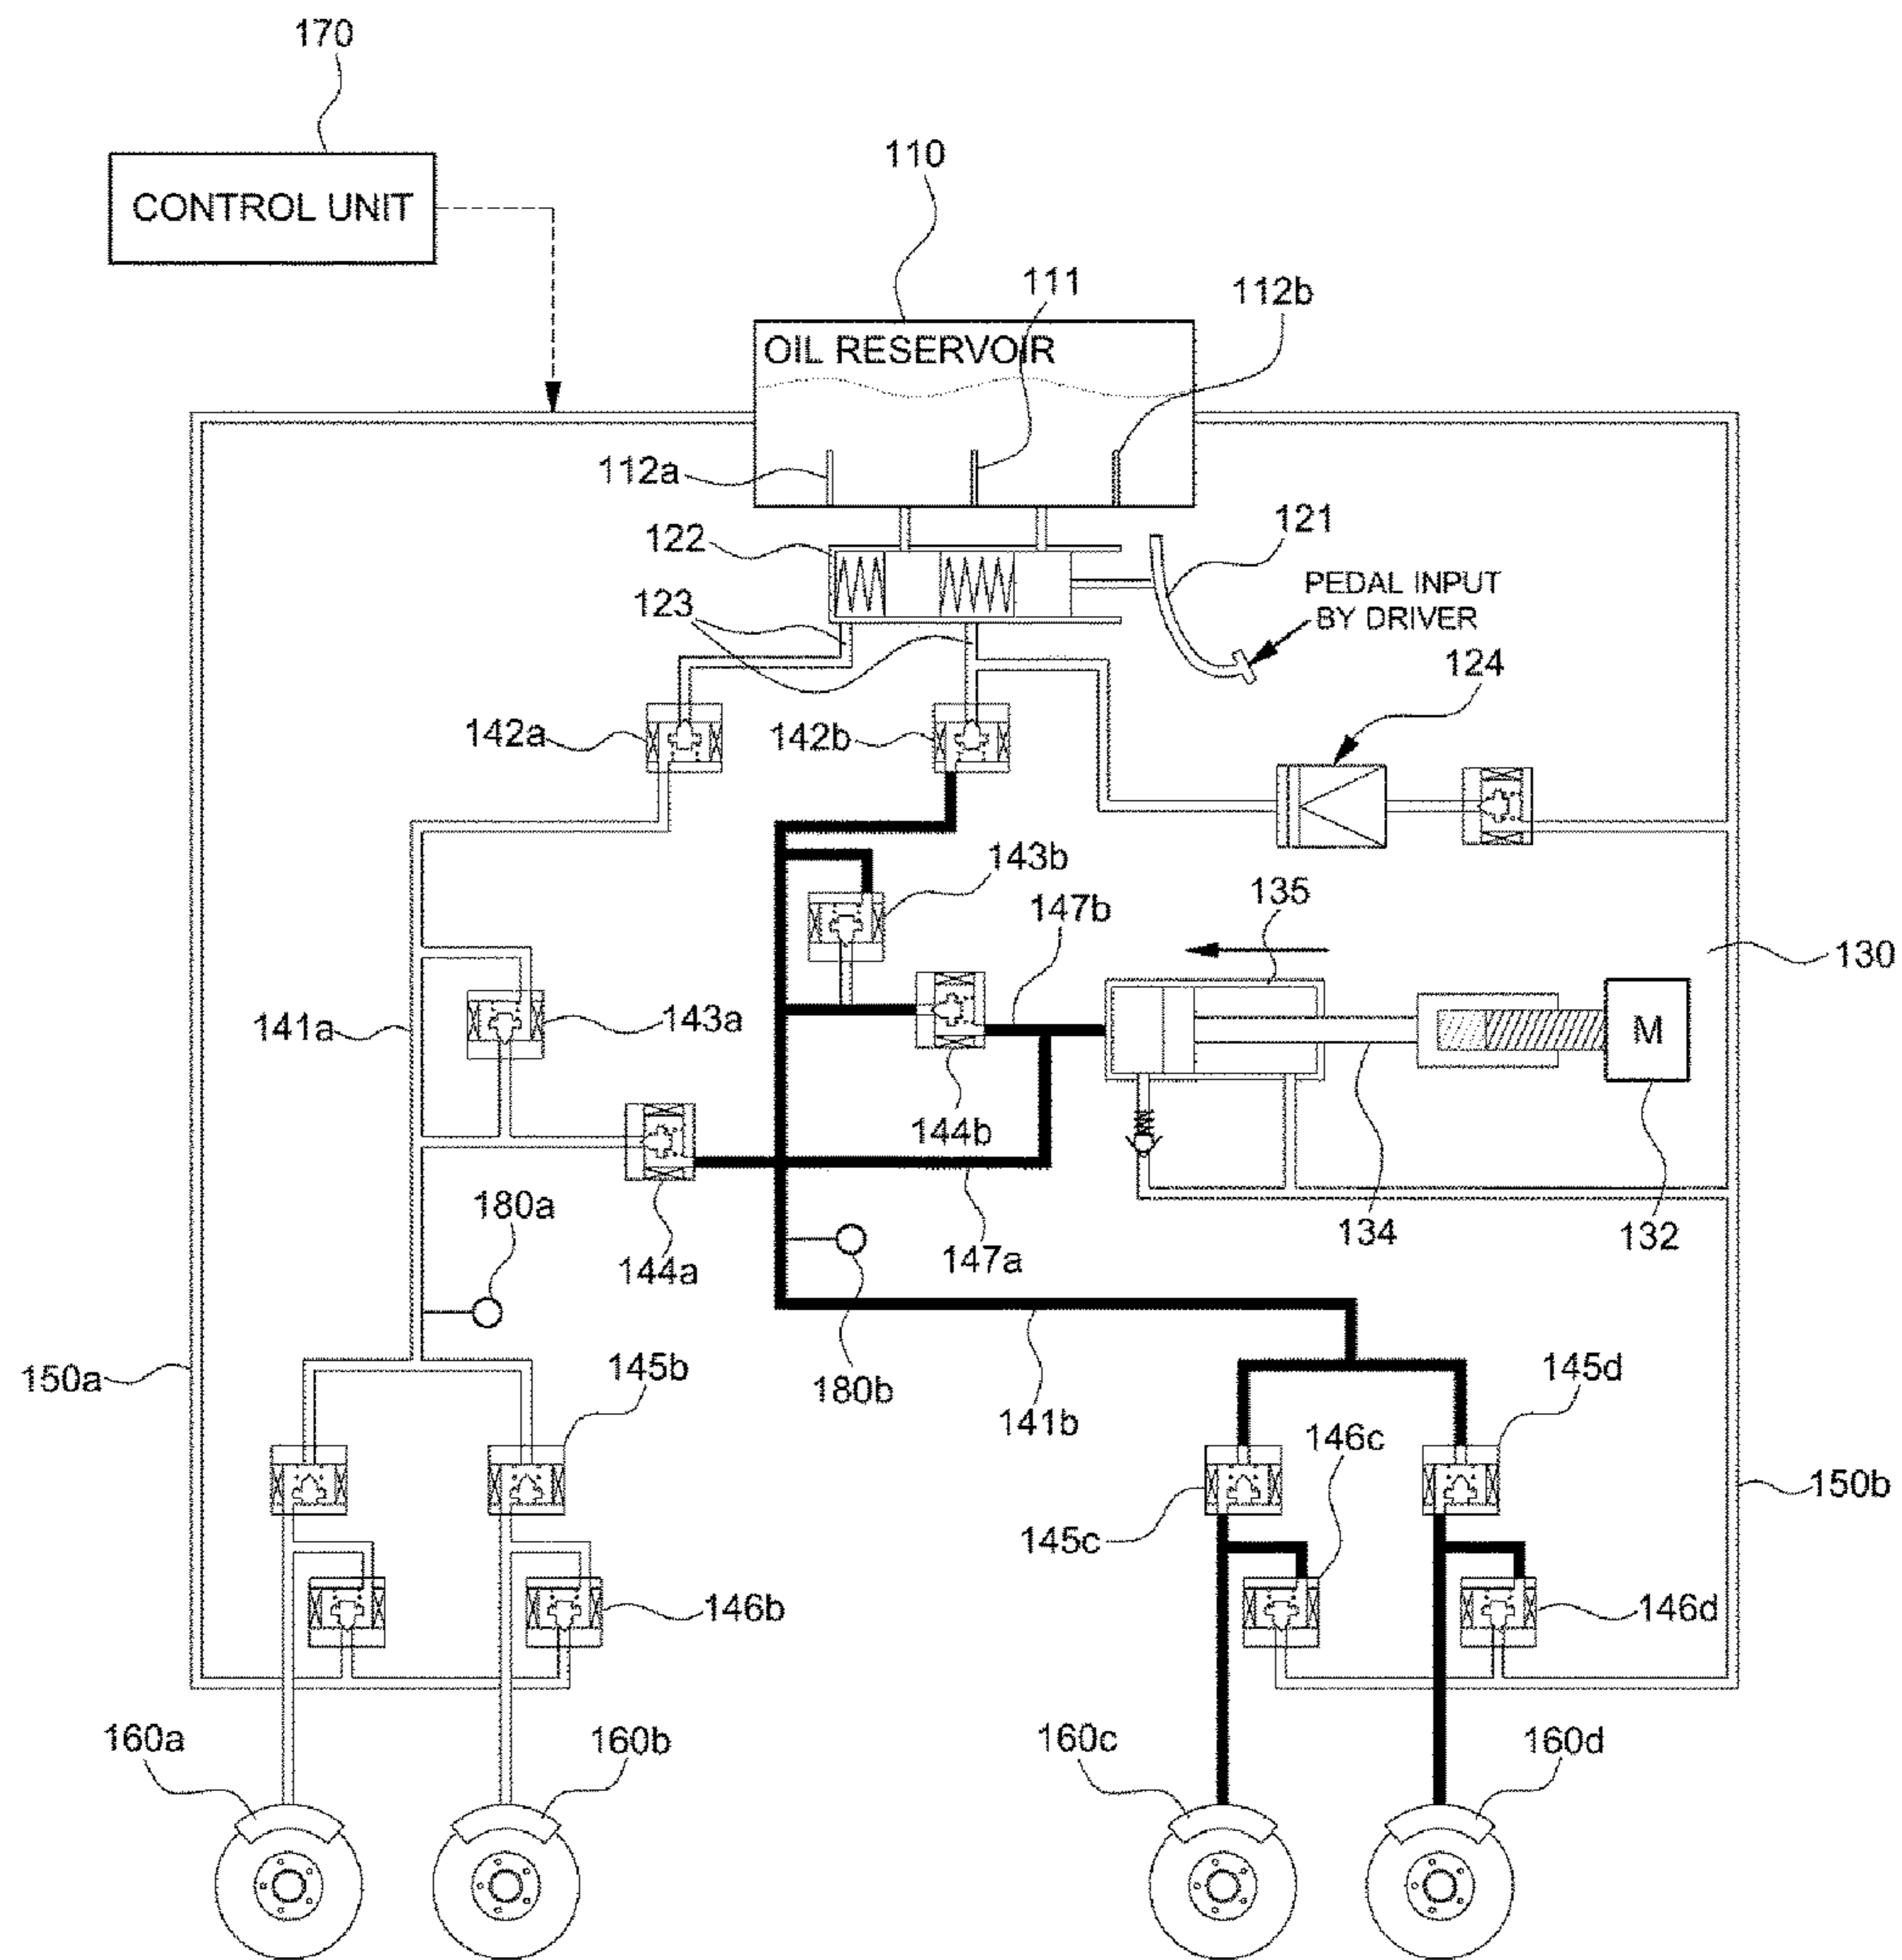 170
CONTROL UNIT
110
111
112b
OIL RESERVOIR
112a
122
121
PEDAL INPUT
BY DRIVER
123
124
142a
142b
143b
147b
135
130
141a
143a
M
144b
180a
144a
147a
134
132
150a
145b
180b
141b
145d
146c
150b
145c
146b
146d
160a
160b
160c
160d